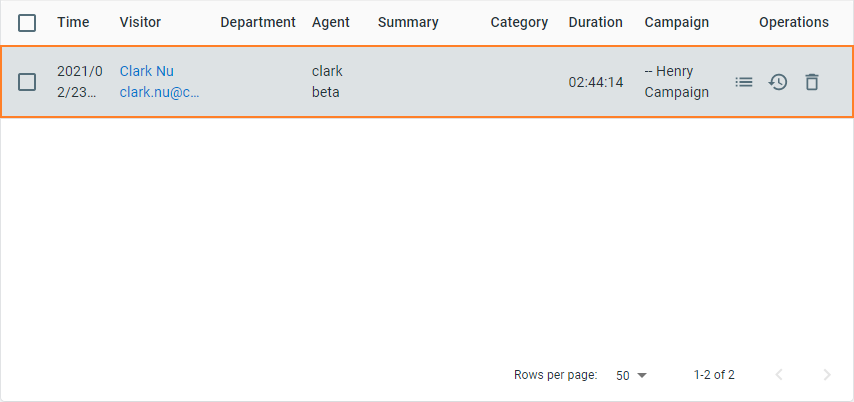 Time Visitor Department Agent Summary Category Duration Campaign Operations
2021/0 Clark Nu clark -- Henry
02:44:14
2/23... clark.nu@c... beta Campaign
Rows per page: 50 1-2 of 2